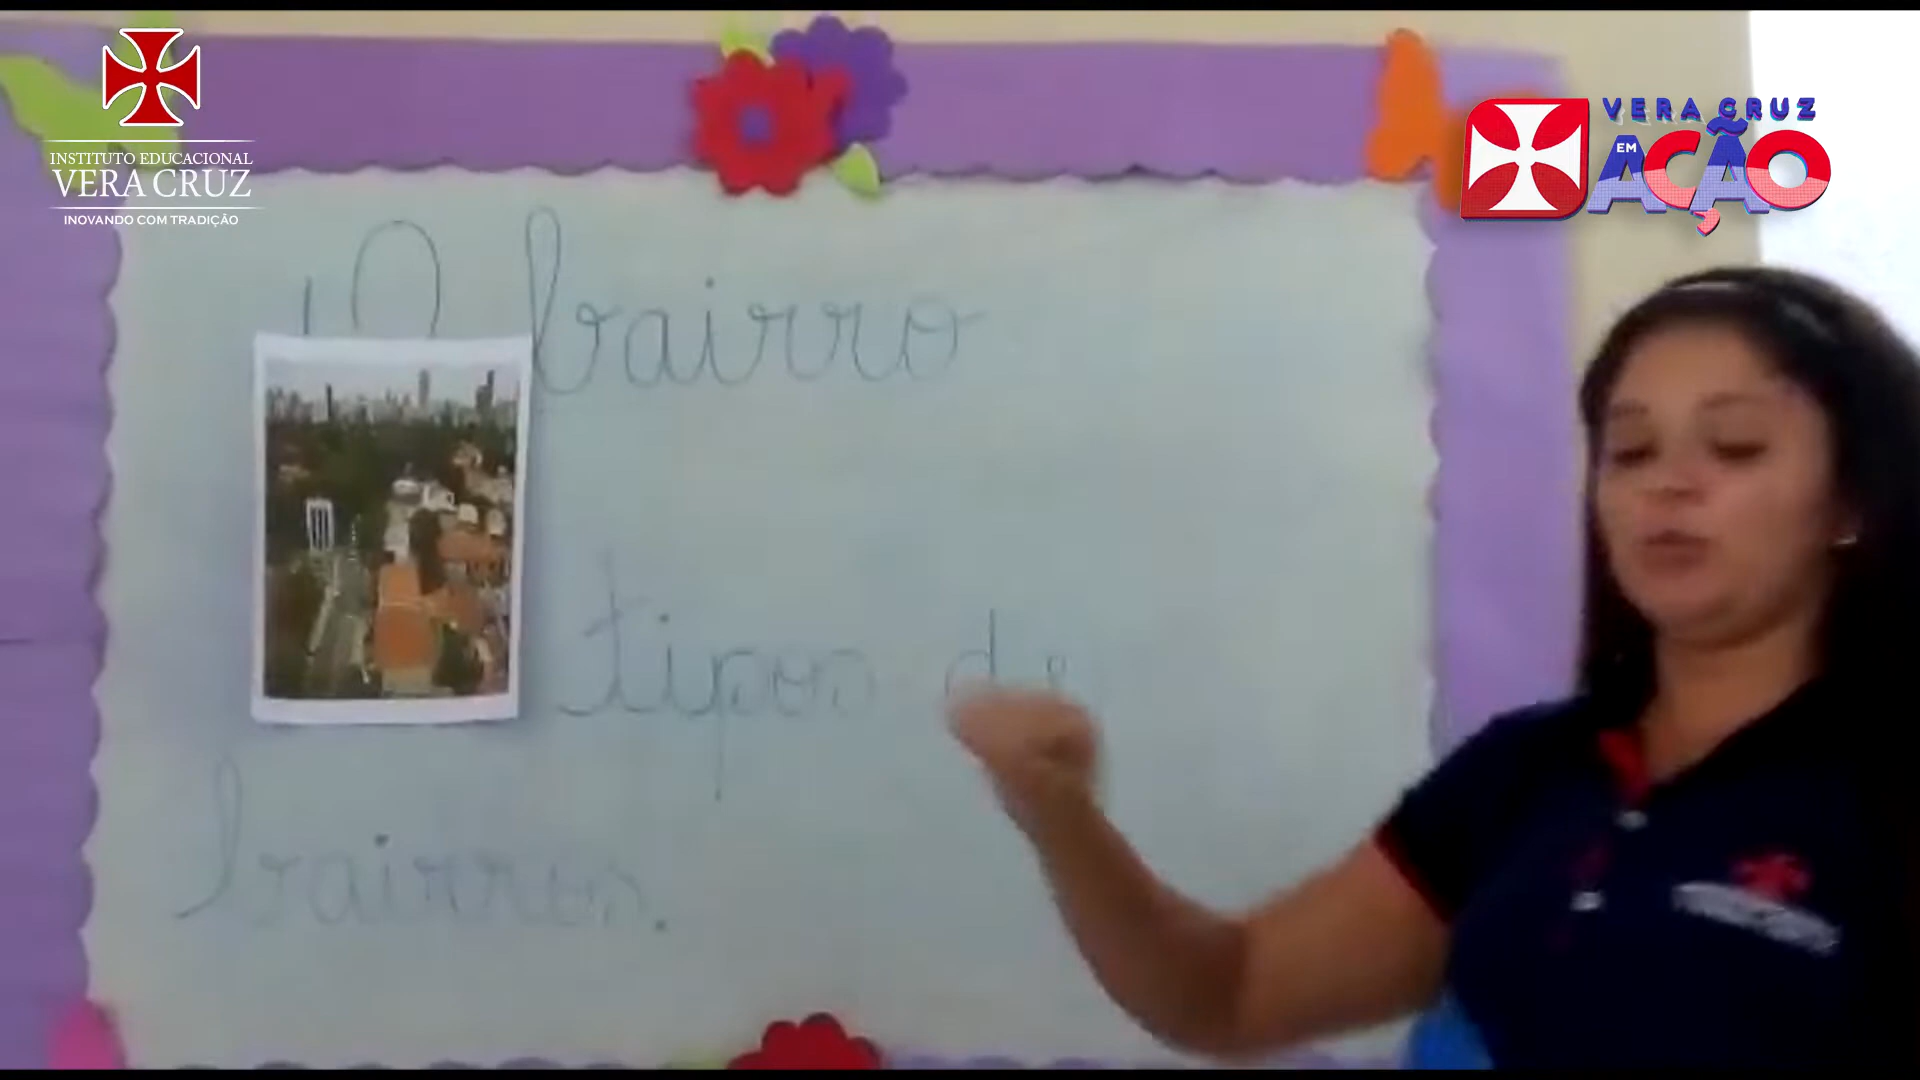 INSTITUTO EDUCACIONAL
VERA CRUZ
INOVANDO COM TRADIÇÃO
VERA CRUZ
EM
AÇÃO
O bairro
tipos de
bairros.